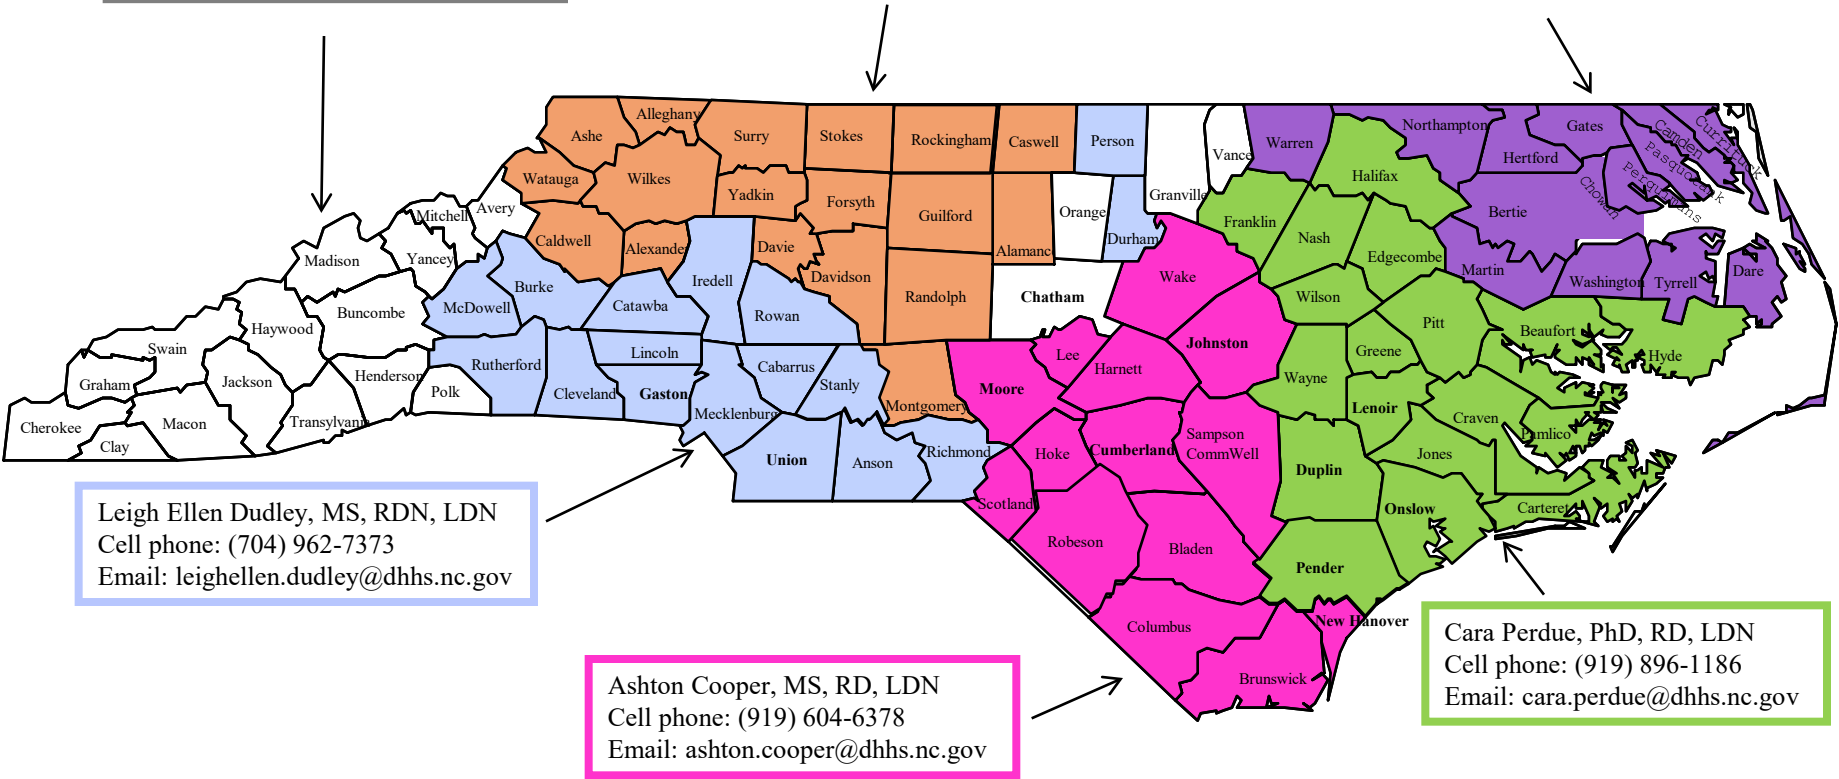 Alleghany
Ashe
Surry
Stokes
Rockingham
Caswell
Person
Vance
Warren
Northampton
Gates
Camden
Currituck
Pasquotank
Perquimans
Chowan
Hertford
Halifax
Watauga
Wilkes
Yadkin
Forsyth
Guilford
Alamanc
Orange
Durham
Granville
Franklin
Nash
Edgecombe
Bertie
Martin
Washington
Tyrrell
Dare
Mitchell
Avery
Caldwell
Alexande
Davie
Davidson
Randolph
Chatham
Wake
Wilson
Pitt
Beaufort
Hyde
Madison
Yancey
Burke
McDowell
Catawba
Iredell
Rowan
Buncombe
Haywood
Swain
Graham
Jackson
Henderson
Polk
Rutherford
Cleveland
Lincoln
Gaston
Cabarrus
Stanly
Montgomery
Moore
Lee
Harnett
Johnston
Wayne
Greene
Lenoir
Craven
Pamlico
Cherokee
Clay
Macon
Transylvan
Mecklenburg
Union
Anson
Richmond
Hoke
Cumberland
Sampson
CommWell
Duplin
Jones
Onslow
Carteret
Scotland
Robeson
Bladen
Pender
Columbus
New Hanover
Brunswick
Leigh Ellen Dudley, MS, RDN, LDN
Cell phone: (704) 962-7373
Email: leighellen.dudley@dhhs.nc.gov
Ashton Cooper, MS, RD, LDN
Cell phone: (919) 604-6378
Email: ashton.cooper@dhhs.nc.gov
Cara Perdue, PhD, RD, LDN
Cell phone: (919) 896-1186
Email: cara.perdue@dhhs.nc.gov